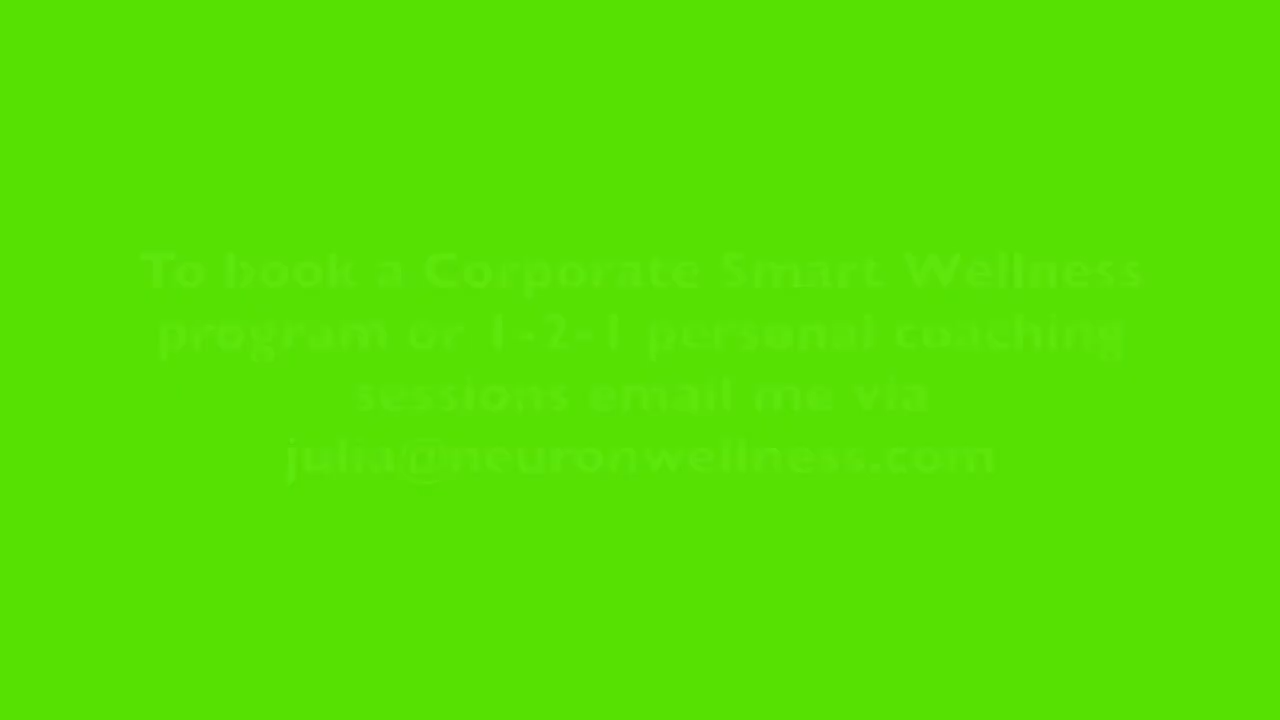 To book a Corporate Smart Wellness
program or 1-2-1 personal coaching
sessions email me via
julia@neuronwellness.com